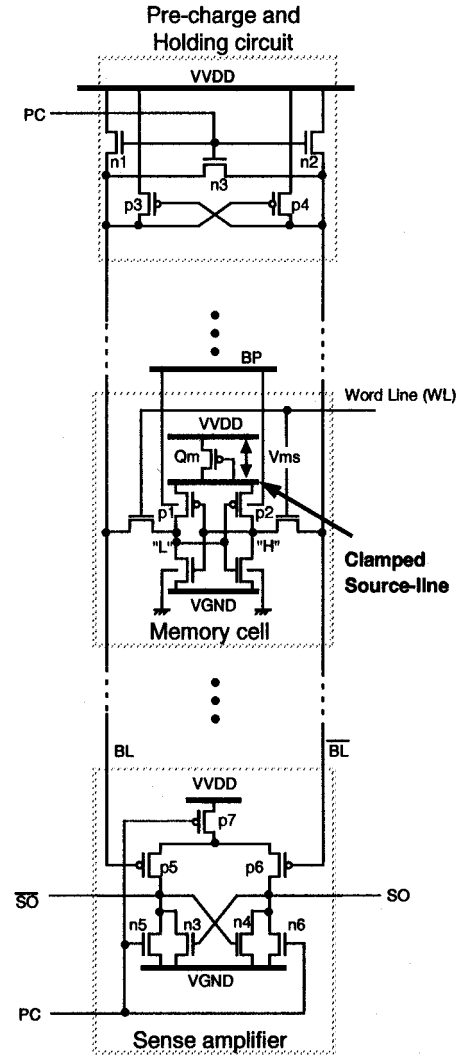 Pre-charge and
Holding circuit
VVDD
PC
n1
n2
n3
p3
p4
BP
Word Line (WL)
VVDD
Qm
Vms
p1
p2
"L"
"H"
Clamped
Source-line
VGND
Memory cell
BL
BL
VVDD
p7
p5
p6
SO
SO
n5
n3
n4
n6
VGND
PC
Sense amplifier